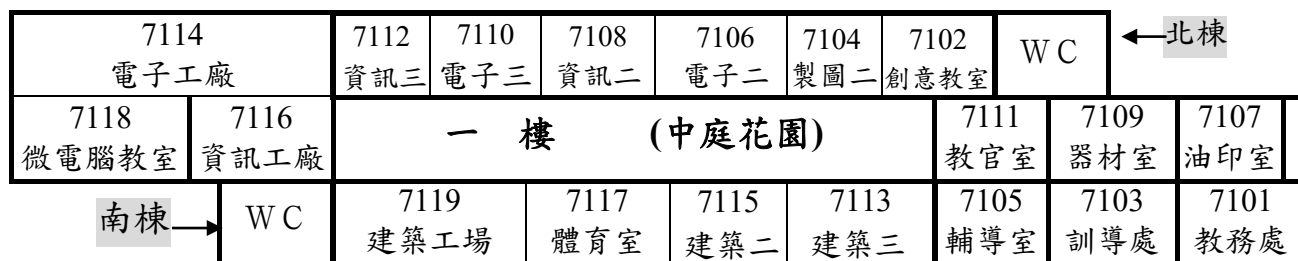 7114 7112 7110 7108 7106 7104 7102 ＷＣ 北棟
電子工廠 資訊三 電子三 資訊二 電子二 製圖二 創意教室
7118 7116 一 樓 (中庭花園) 7111 7109 7107
微電腦教室 資訊工廠 教官室 器材室 油印室
南棟 ＷＣ 7119 7117 7115 7113 7105 7103 7101
建築工場 體育室 建築二 建築三 輔導室 訓導處 教務處